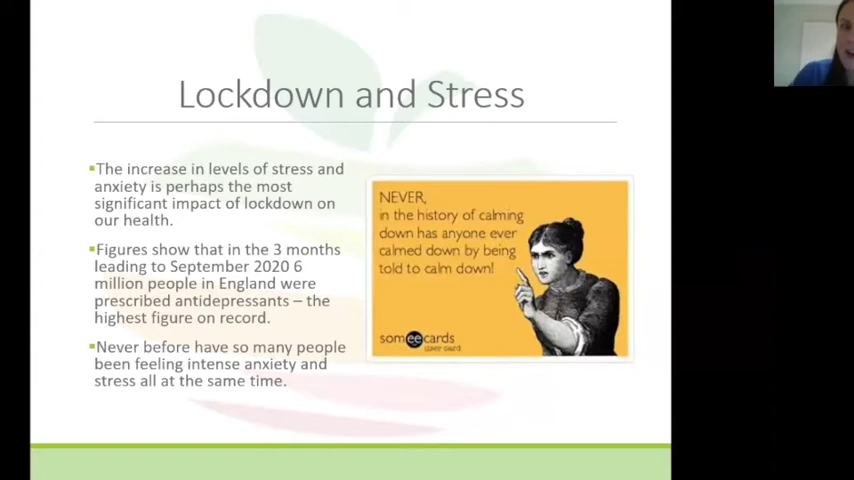 Lockdown and Stress
▪The increase in levels of stress and
anxiety is perhaps the most
significant impact of lockdown on
our health.
▪Figures show that in the 3 months
leading to September 2020 6
million people in England were
prescribed antidepressants – the
highest figure on record.
▪Never before have so many people
been feeling intense anxiety and
stress all at the same time.
NEVER,
in the history of calming
down has anyone ever
calmed down by being
told to calm down!
someecards
user card